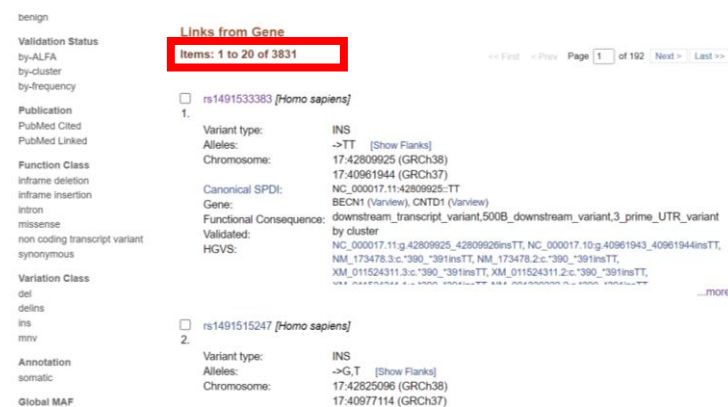 benign
Validation Status
by-ALFA
by-cluster
by-frequency
Publication
PubMed Cited
PubMed Linked
Function Class
inframe deletion
inframe insertion
intron
missense
non coding transcript variant
synonymous
Variation Class
del
delins
ins
mnv
Annotation
somatic
Global MAF
Links from Gene
Items: 1 to 20 of 3831
<< First < Prev Page 1 of 192 Next > Last >>
rs1491533383 [Homo sapiens]
1.
Variant type: INS
Alleles: ->TT [Show Flanks]
Chromosome: 17:42809925 (GRCh38)
17:40961944 (GRCh37)
Canonical SPDI: NC_000017.11:42809925::TT
Gene: BECN1 (Varview), CNTD1 (Varview)
Functional Consequence: downstream_transcript_variant,500B_downstream_variant,3_prime_UTR_variant
Validated: by cluster
HGVS: NC_000017.11:g.42809925_42809926insTT, NC_000017.10:g.40961943_40961944insTT,
NM_173478.3:c.*390_*391insTT, NM_173478.2:c.*390_*391insTT,
XM_011524311.3:c.*390_*391insTT, XM_011524311.2:c.*390_*391insTT,
...more
rs1491515247 [Homo sapiens]
2.
Variant type: INS
Alleles: ->G,T [Show Flanks]
Chromosome: 17:42825096 (GRCh38)
17:40977114 (GRCh37)